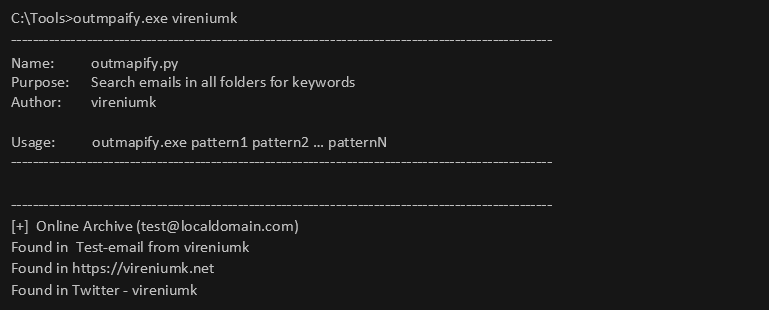 C:\Tools>outmpaify.exe vireniumk
----------------------------------------------------------------------------------------------------
Name: outmapify.py
Purpose: Search emails in all folders for keywords
Author: vireniumk
Usage: outmapify.exe pattern1 pattern2 … patternN
----------------------------------------------------------------------------------------------------
----------------------------------------------------------------------------------------------------
[+] Online Archive (test@localdomain.com)
Found in Test-email from vireniumk
Found in https://vireniumk.net
Found in Twitter - vireniumk